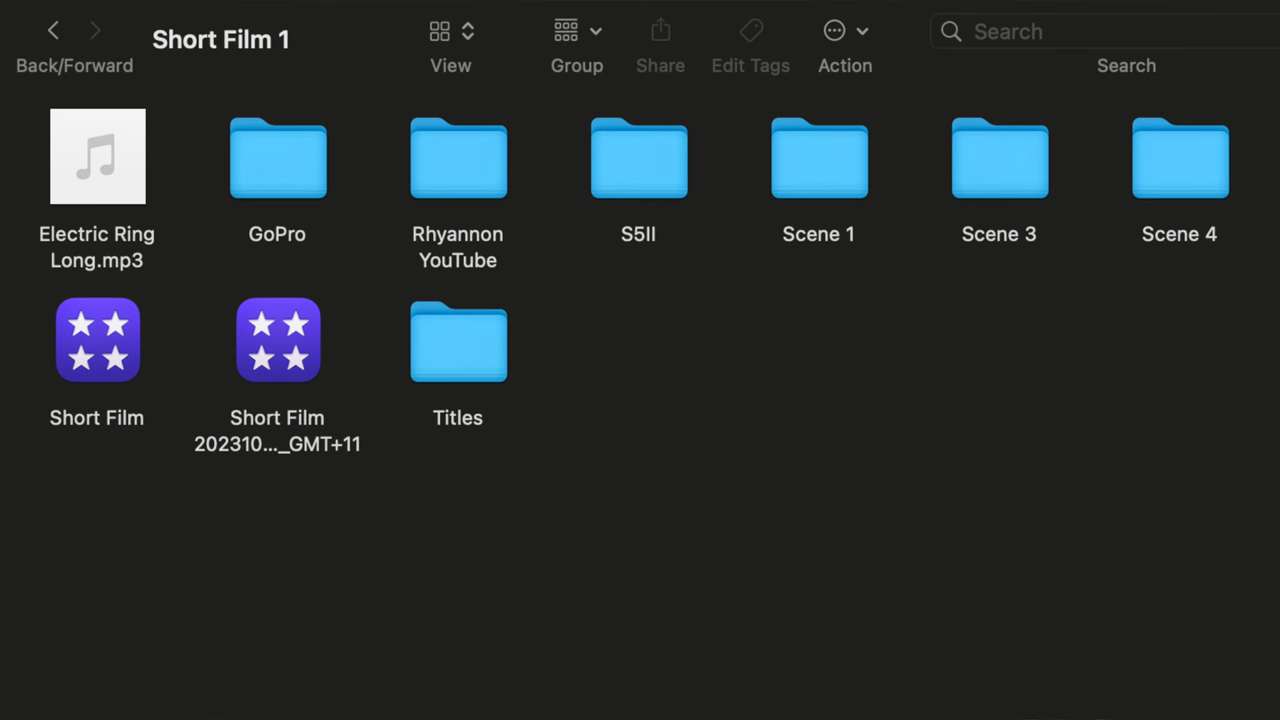 Short Film 1
Search
Back/Forward
View
Group
Share
Edit Tags
Action
Search
Electric Ring
Long.mp3
GoPro
Rhyannon
YouTube
S5II
Scene 1
Scene 3
Scene 4
Short Film
Short Film
202310..._GMT+11
Titles